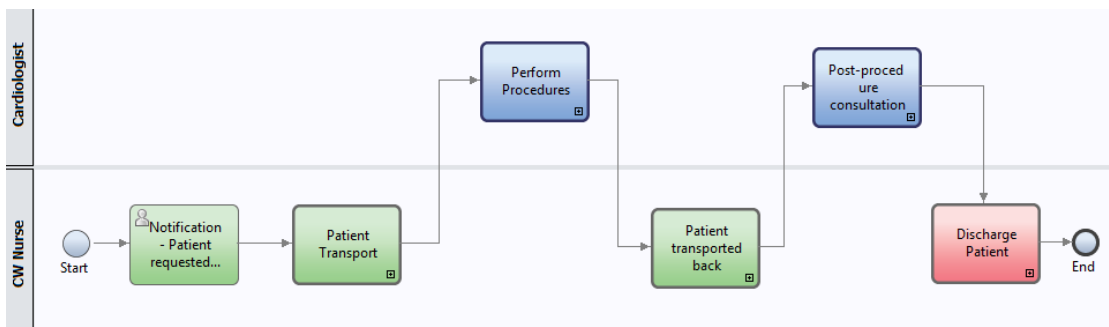 Cardiologist
Perform
Procedures
Post-proced
ure
consultation
CW Nurse
Start
Notification
- Patient
requested...
Patient
Transport
Patient
transported
back
Discharge
Patient
End